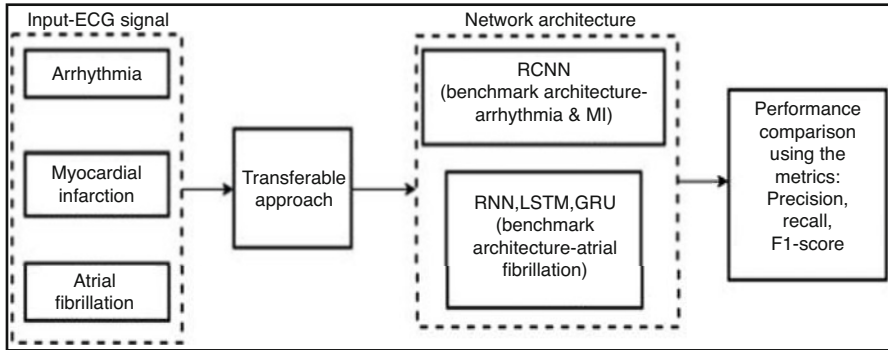 Input-ECG signal
Arrhythmia
Myocardial
infarction
Atrial
fibrillation
Transferable
approach
Network architecture
RCNN
(benchmark architecture-
arrhythmia & MI)
RNN,LSTM,GRU
(benchmark
architecture-atrial
fibrillation)
Performance
comparison
using the
metrics:
Precision,
recall,
F1-score